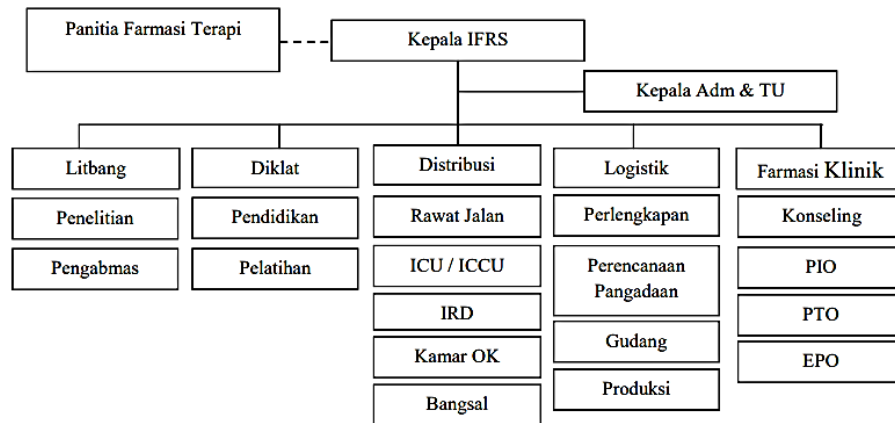 Panitia Farmasi Terapi
Kepala IFRS
Kepala Adm & TU
Litbang
Diklat
Distribusi
Logistik
Farmasi Klinik
Penelitian
Pendidikan
Rawat Jalan
Perlengkapan
Konseling
Pengabmas
Pelatihan
ICU / ICCU
Perencanaan
Pangadaan
PIO
IRD
PTO
Gudang
Kamar OK
EPO
Produksi
Bangsal